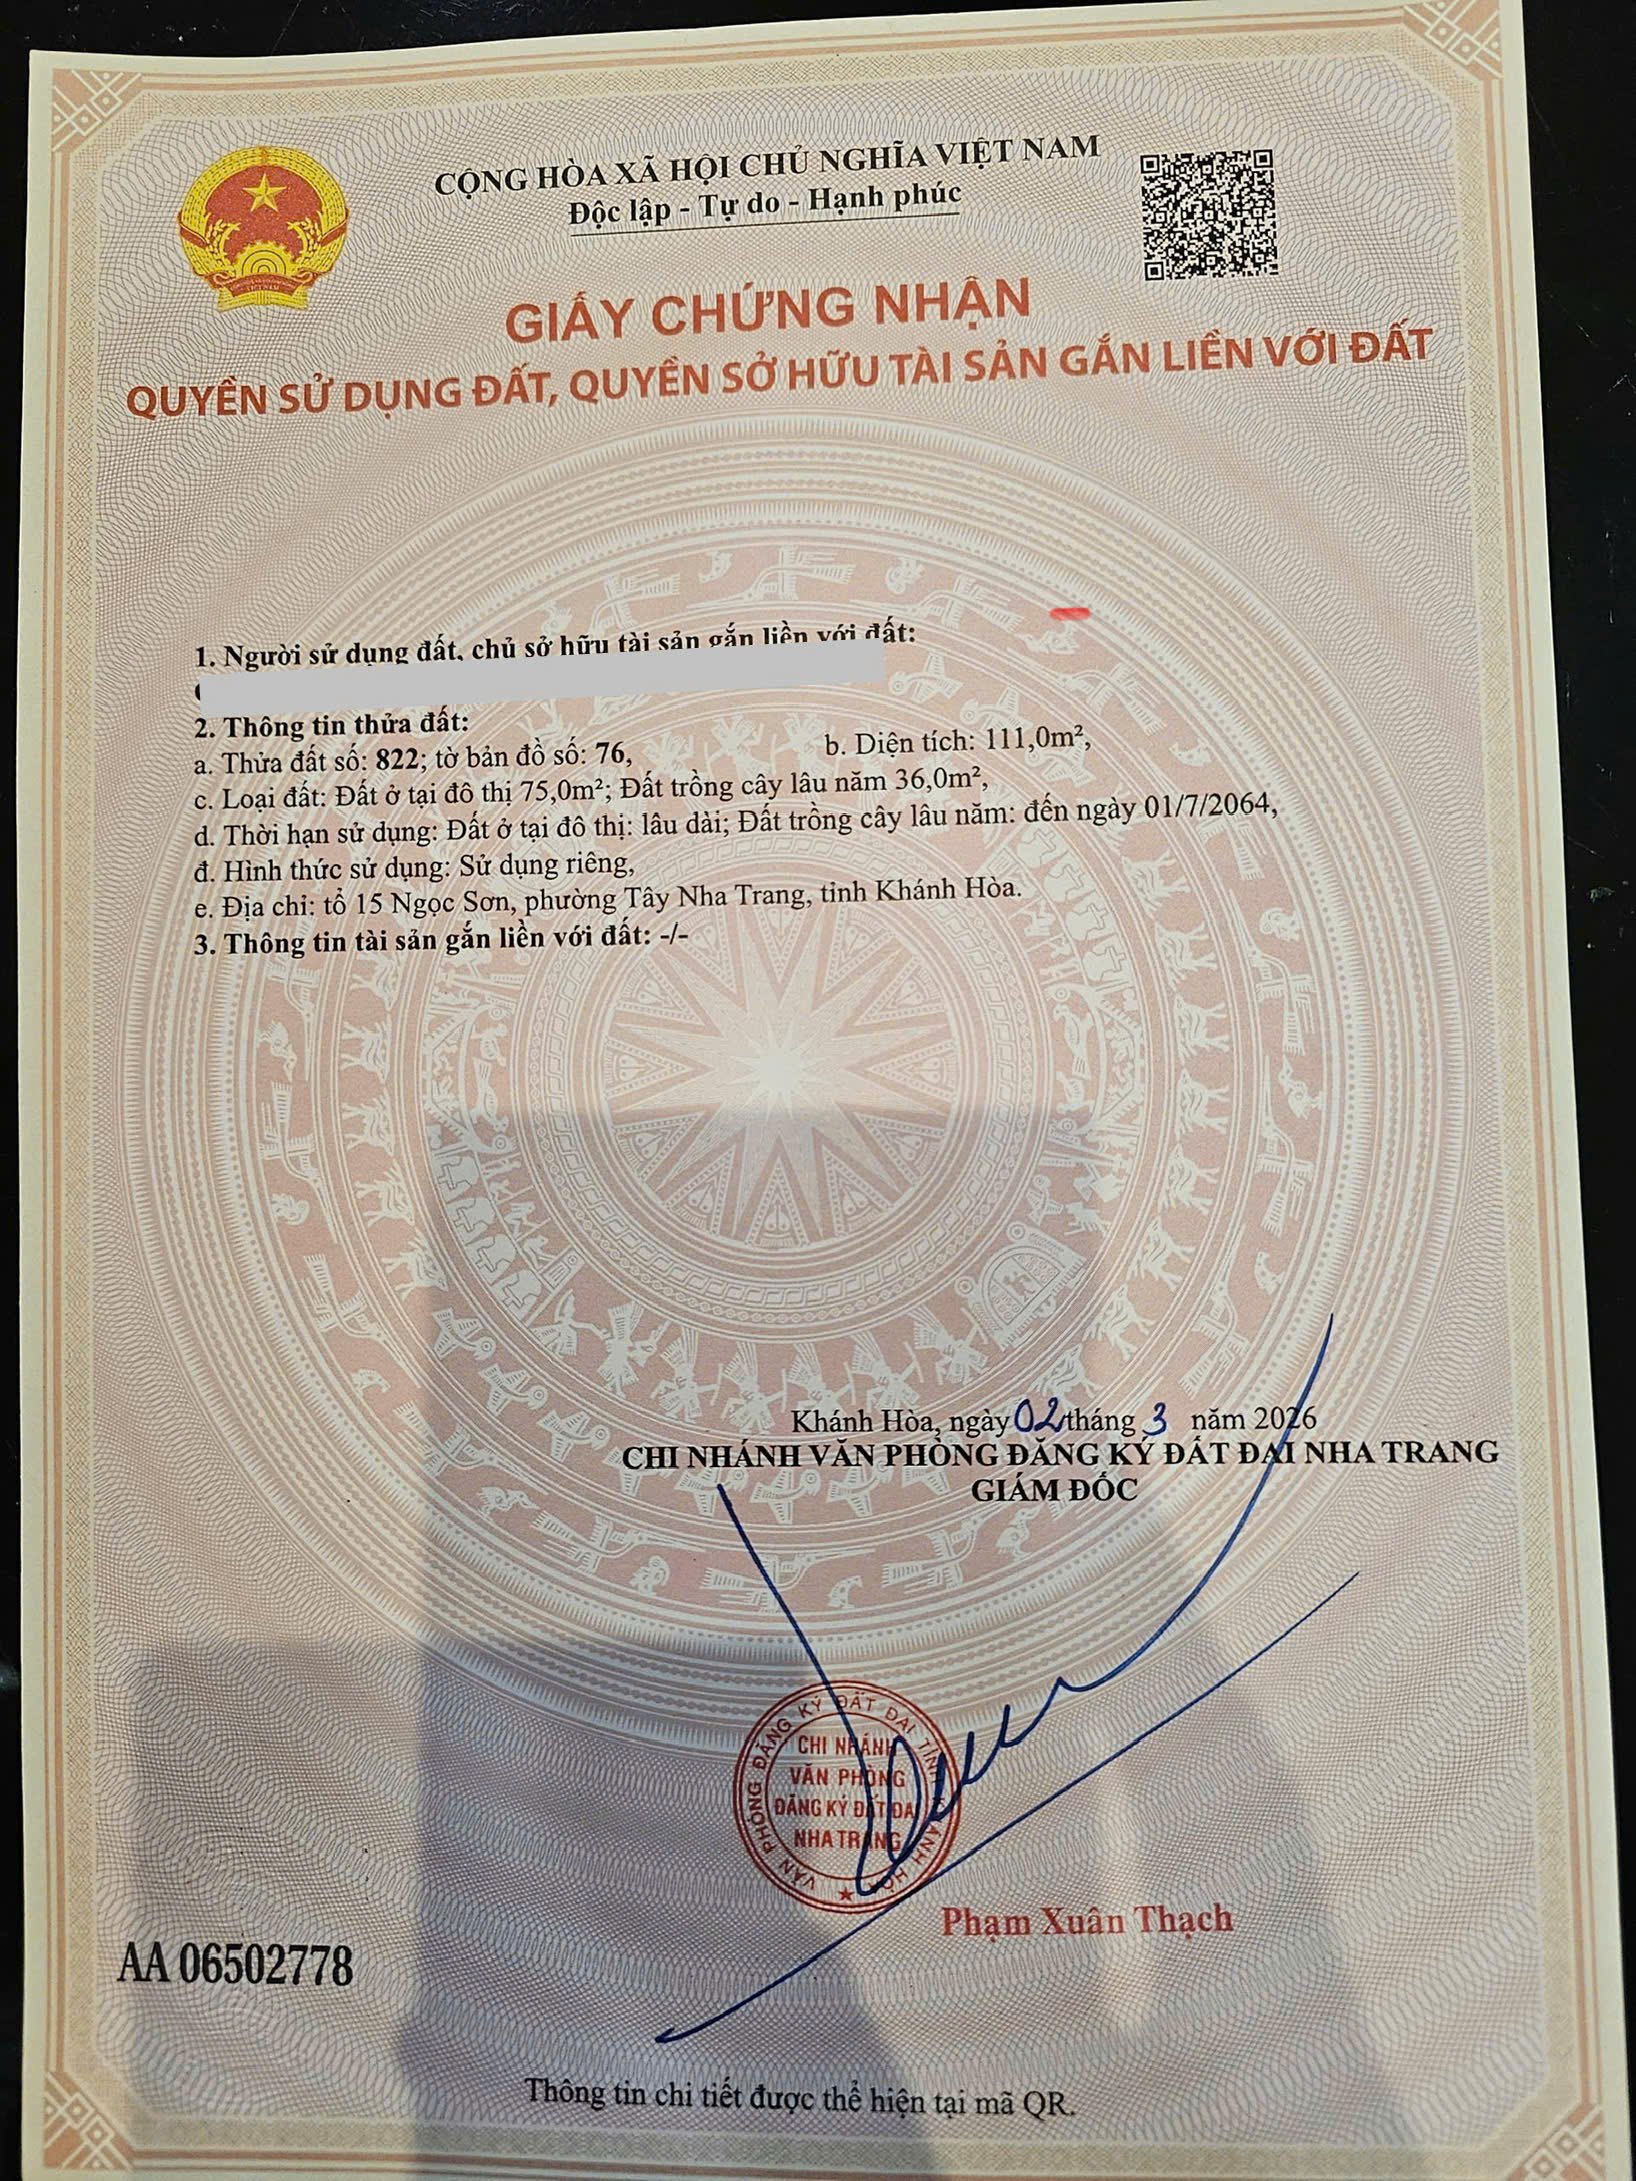 CỘNG HÒA XÃ HỘI CHỦ NGHĨA VIỆT NAM
Độc lập - Tự do - Hạnh phúc
GIẤY CHỨNG NHẬN
QUYỀN SỬ DỤNG ĐẤT, QUYỀN SỞ HỮU TÀI SẢN GẮN LIỀN VỚI ĐẤT
1. Người sử dụng đất, chủ sở hữu tài sản gắn liền với đất:
2. Thông tin thửa đất:
a. Thửa đất số: 822; tờ bản đồ số: 76, b. Diện tích: 111,0m²,
c. Loại đất: Đất ở tại đô thị 75,0m²; Đất trồng cây lâu năm 36,0m²,
d. Thời hạn sử dụng: Đất ở tại đô thị: lâu dài; Đất trồng cây lâu năm: đến ngày 01/7/2064,
đ. Hình thức sử dụng: Sử dụng riêng,
e. Địa chỉ: tổ 15 Ngọc Sơn, phường Tây Nha Trang, tỉnh Khánh Hòa.
3. Thông tin tài sản gắn liền với đất: -/-
Khánh Hòa, ngày 02 tháng 3 năm 2026
CHI NHÁNH VĂN PHÒNG ĐĂNG KÝ ĐẤT ĐAI NHA TRANG
GIÁM ĐỐC
VĂN PHÒNG ĐĂNG KÝ ĐẤT ĐAI TỈNH KHÁNH HÒA
CHI NHÁNH
VĂN PHÒNG
ĐĂNG KÝ ĐẤT ĐAI
NHA TRANG
Phạm Xuân Thạch
AA 06502778
Thông tin chi tiết được thể hiện tại mã QR.